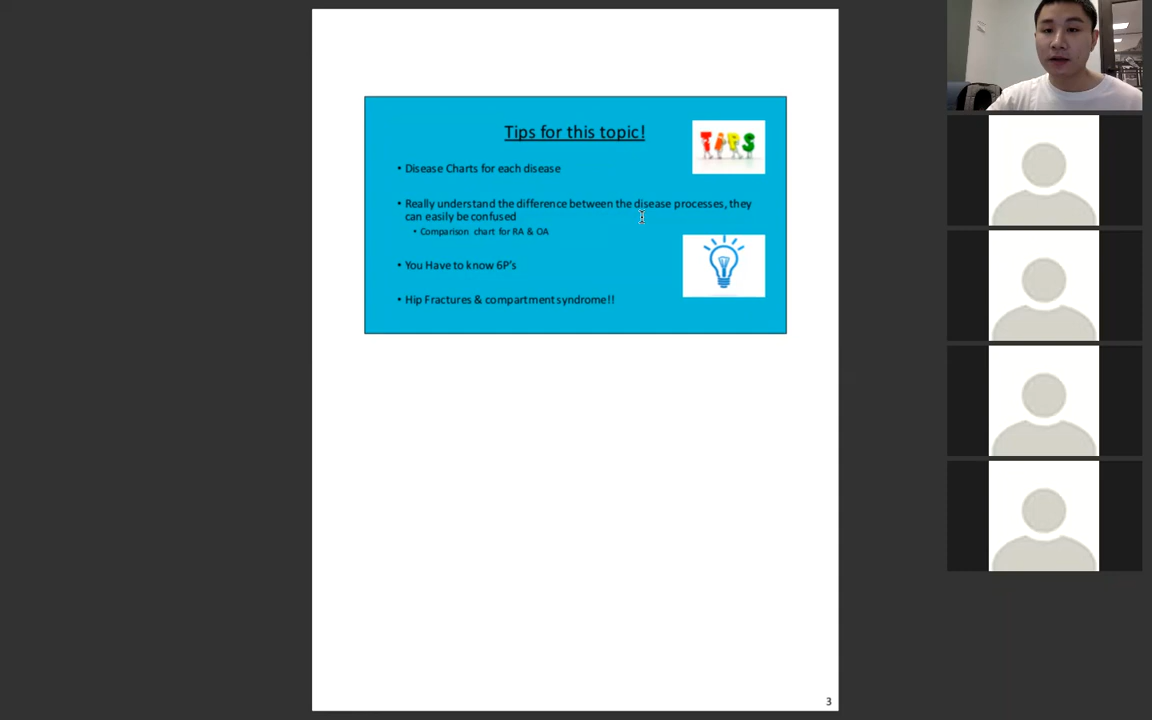 Tips for this topic!
TIPS
• Disease Charts for each disease
• Really understand the difference between the disease processes, they
can easily be confused
• Comparison chart for RA & OA
• You Have to know 6P's
• Hip Fractures & compartment syndrome!!
3